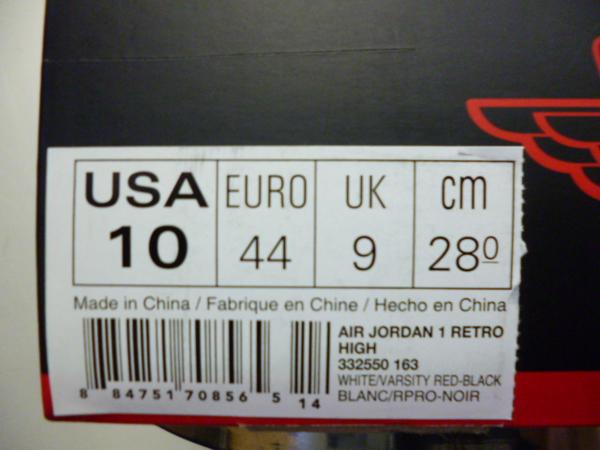 USA EURO UK cm
10 44 9 280
Made in China / Fabrique en Chine / Hecho en China
AIR JORDAN 1 RETRO
HIGH
332550 163
WHITE/VARSITY RED-BLACK
BLANC/RPRO-NOIR
8 84751 70856 5 14